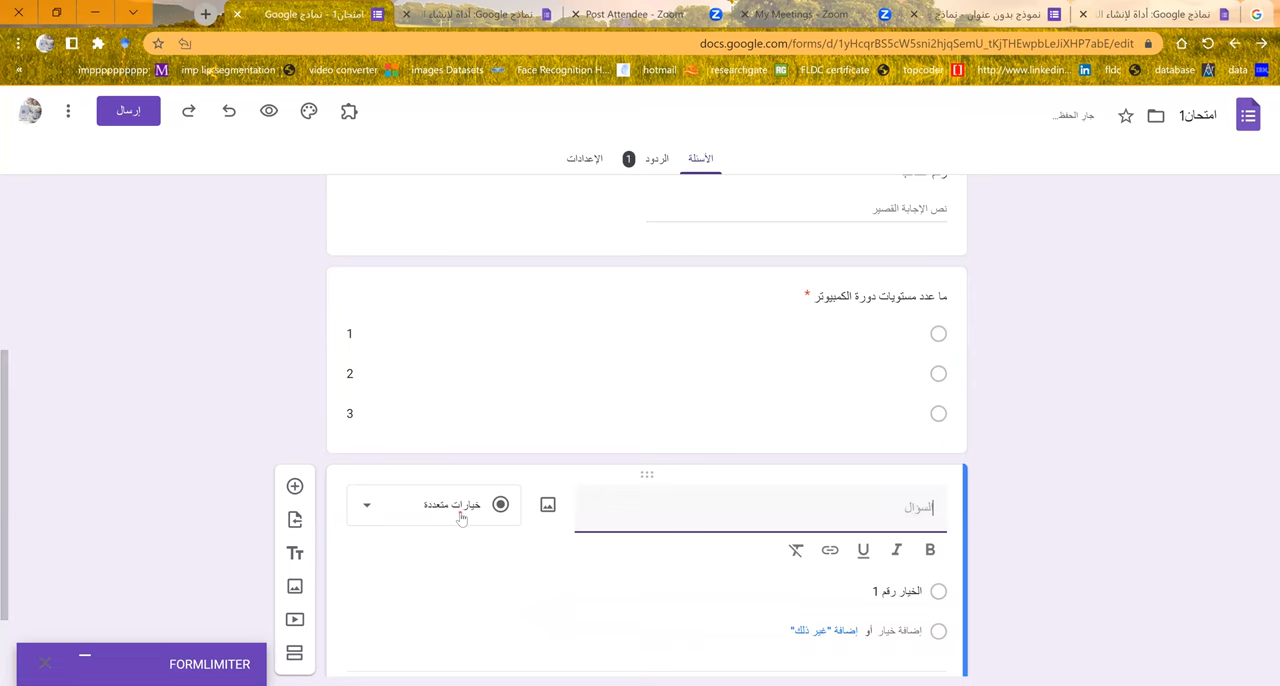 Google نماذج: أداة لإنشاء الـ
نموذج بدون عنوان - نماذج
My Meetings - Zoom
Post Attendee - Zoom
Google نماذج: أداة لإنشاء الـ
امتحان1 - نماذج Google
docs.google.com/forms/d/1yHcqrBS5cW5sni2hjqSemU_tKjTHEwpbLeJiXHP7abE/edit
« imppppppppp imp lip segmentation video converter images Datasets Face Recognition H... hotmail researchgate FLDC certificate topcoder http://www.linkedin... fldc database data
امتحان1
جار الحفظ...
إرسال
الأسئلة
الردود 1
الإعدادات
نص الإجابة القصير
ما عدد مستويات دورة الكمبيوتر *
1
2
3
السؤال
خيارات متعددة
B I U
الخيار رقم 1
إضافة خيار أو إضافة "غير ذلك"
Tт
FORMLIMITER